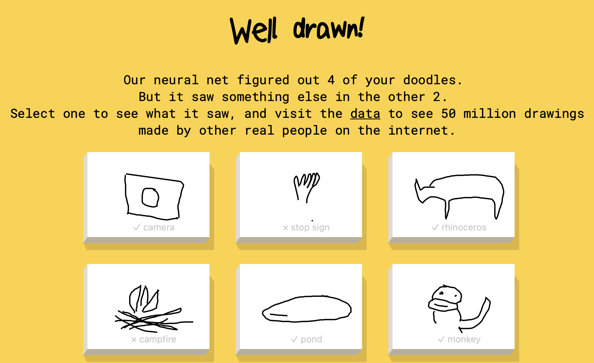 Well drawn!
Our neural net figured out 4 of your doodles.
But it saw something else in the other 2.
Select one to see what it saw, and visit the data to see 50 million drawings
made by other real people on the internet.
✓ camera
× stop sign
✓ rhinoceros
× campfire
✓ pond
✓ monkey